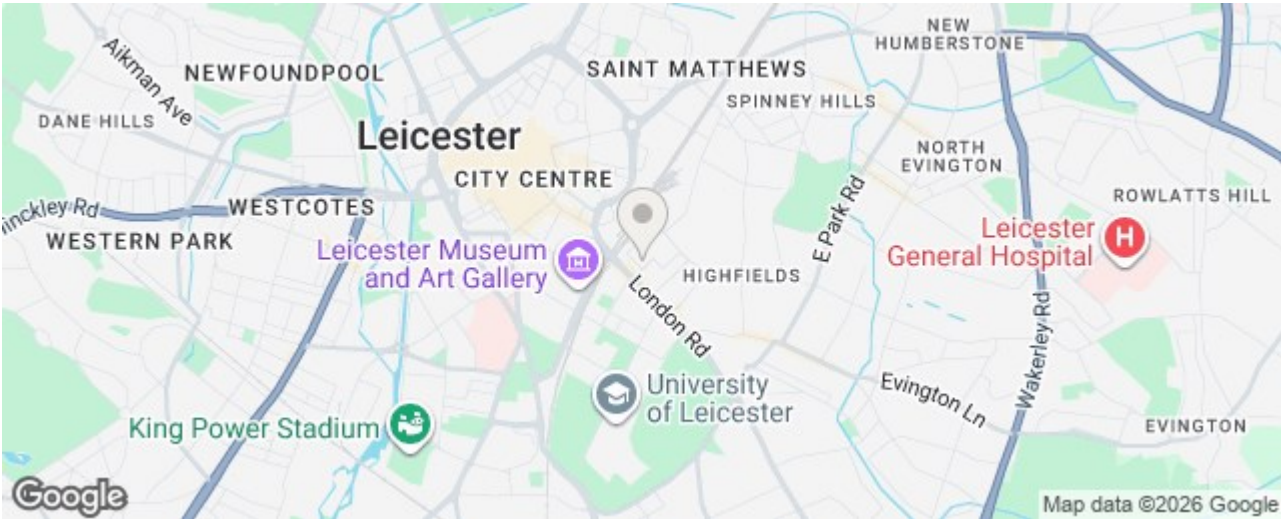 NEW
HUMBERSTONE
Aikman Ave
NEWFOUNDPOOL
SAINT MATTHEWS
SPINNEY HILLS
DANE HILLS
Leicester
NORTH
EVINGTON
CITY CENTRE
E Park Rd
ROWLATTS HILL
inckley Rd
WESTCOTES
WESTERN PARK
Leicester Museum
and Art Gallery
Leicester
General Hospital
H
HIGHFIELDS
London Rd
Wakerley Rd
University
of Leicester
Evington Ln
King Power Stadium
EVINGTON
Google
Map data ©2026 Google